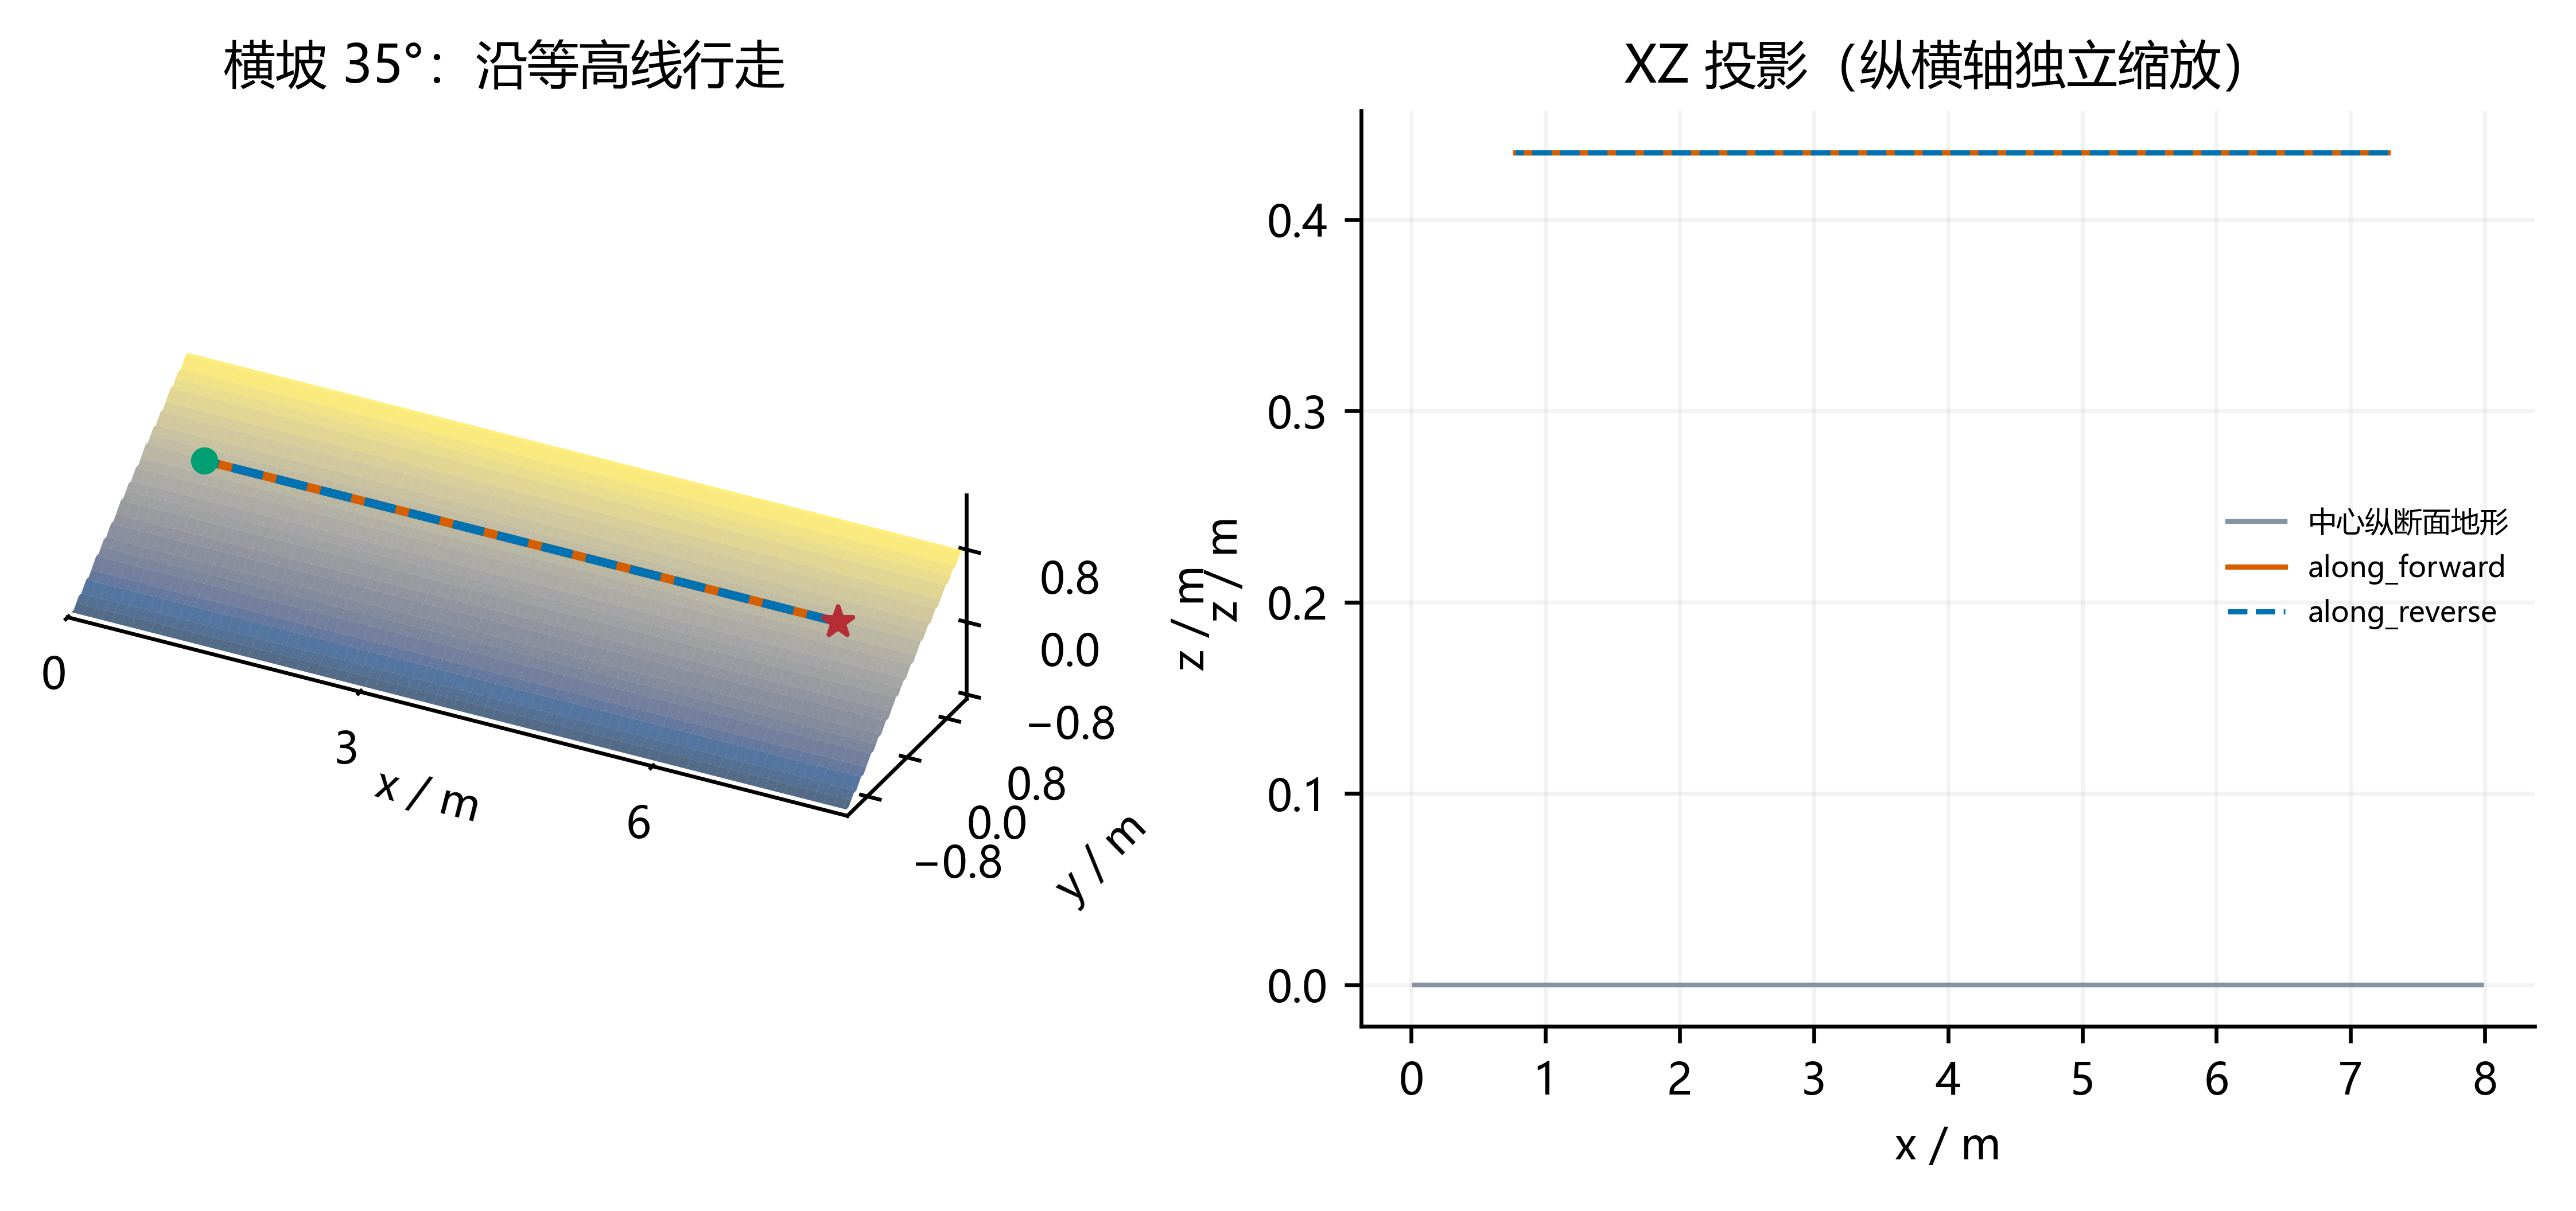 横坡 35°：沿等高线行走
0
3
6
x / m
−0.8
0.0
0.8
y / m
0.8
0.0
−0.8
z / m
XZ 投影（纵横轴独立缩放）
z / m
0.4
0.3
0.2
0.1
0.0
中心纵断面地形
along_forward
along_reverse
0 1 2 3 4 5 6 7 8
x / m